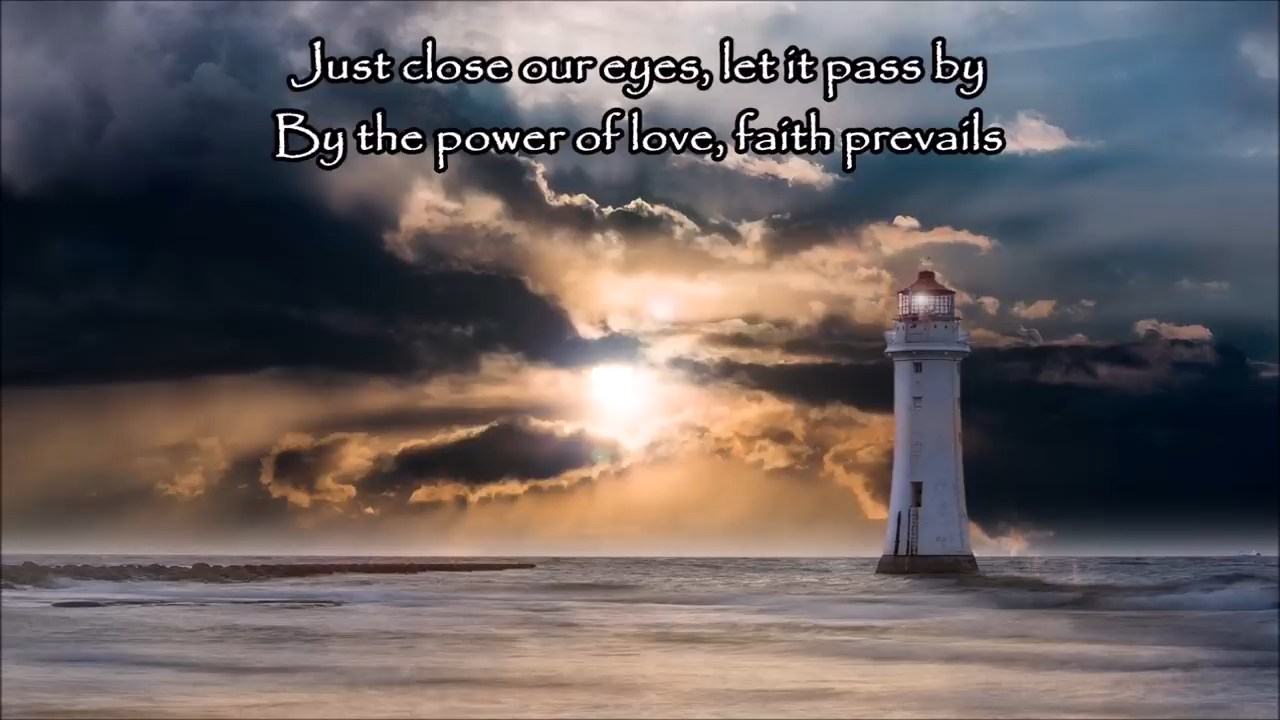 Just close our eyes, let it pass by
By the power of love, faith prevails